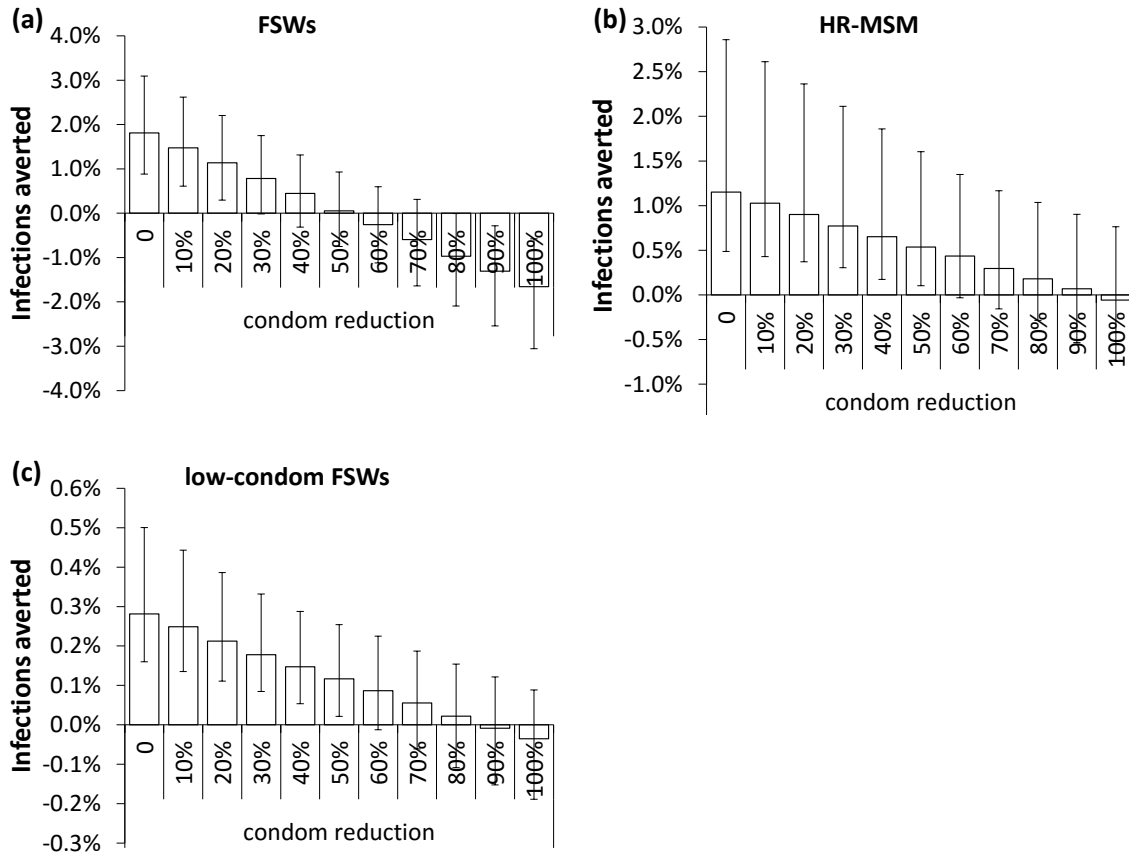 (a)
FSWs
Infections averted
4.0%
3.0%
2.0%
1.0%
0.0%
-1.0%
-2.0%
-3.0%
-4.0%
0 10% 20% 30% 40% 50% 60% 70% 80% 90% 100%
condom reduction
(b)
HR-MSM
Infections averted
3.0%
2.5%
2.0%
1.5%
1.0%
0.5%
0.0%
-0.5%
-1.0%
0 10% 20% 30% 40% 50% 60% 70% 80% 90% 100%
condom reduction
(c)
low-condom FSWs
Infections averted
0.6%
0.5%
0.4%
0.3%
0.2%
0.1%
0.0%
-0.1%
-0.2%
-0.3%
0 10% 20% 30% 40% 50% 60% 70% 80% 90% 100%
condom reduction